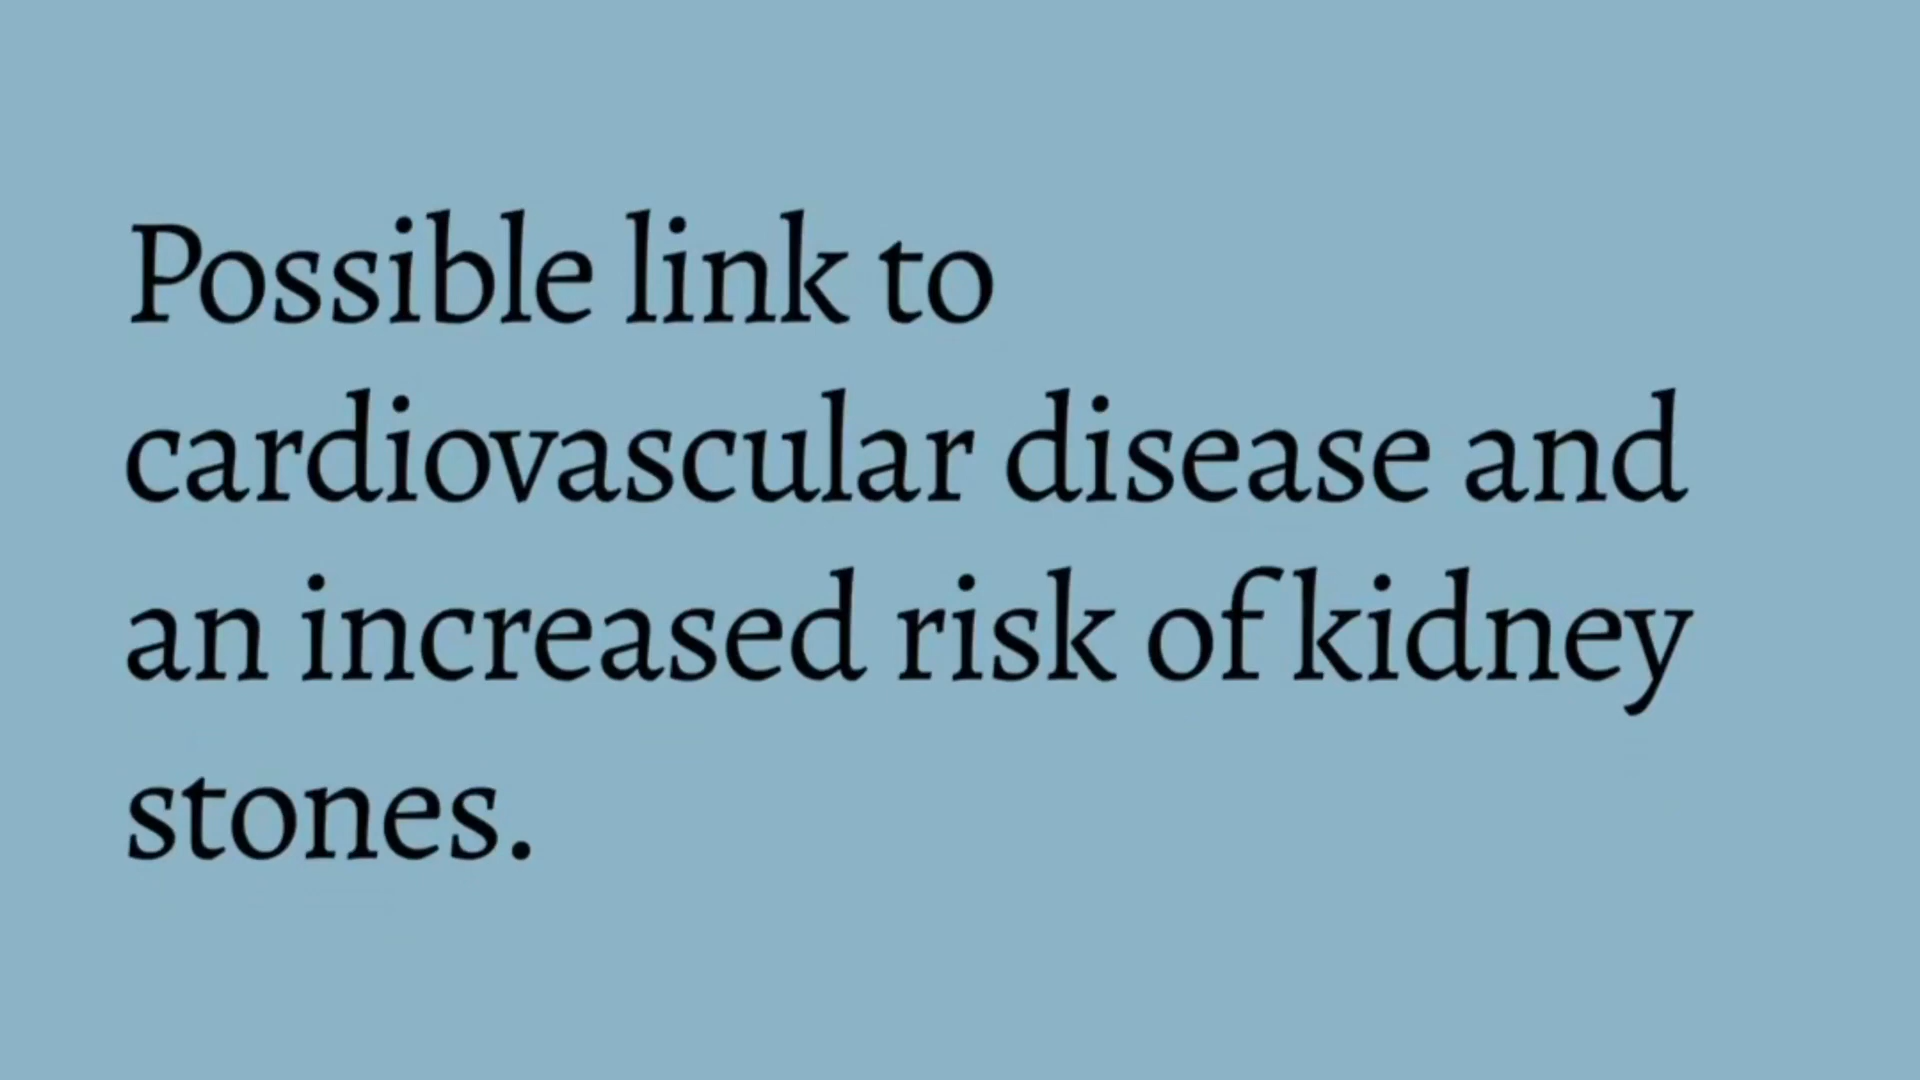 Possible link to
cardiovascular disease and
an increased risk of kidney
stones.